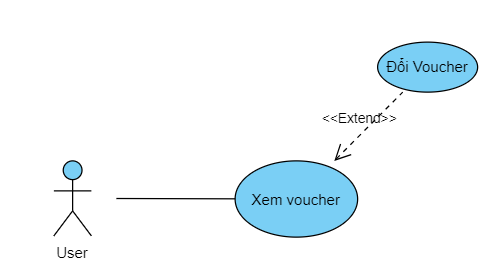 Đổi Voucher
<<Extend>>
Xem voucher
User